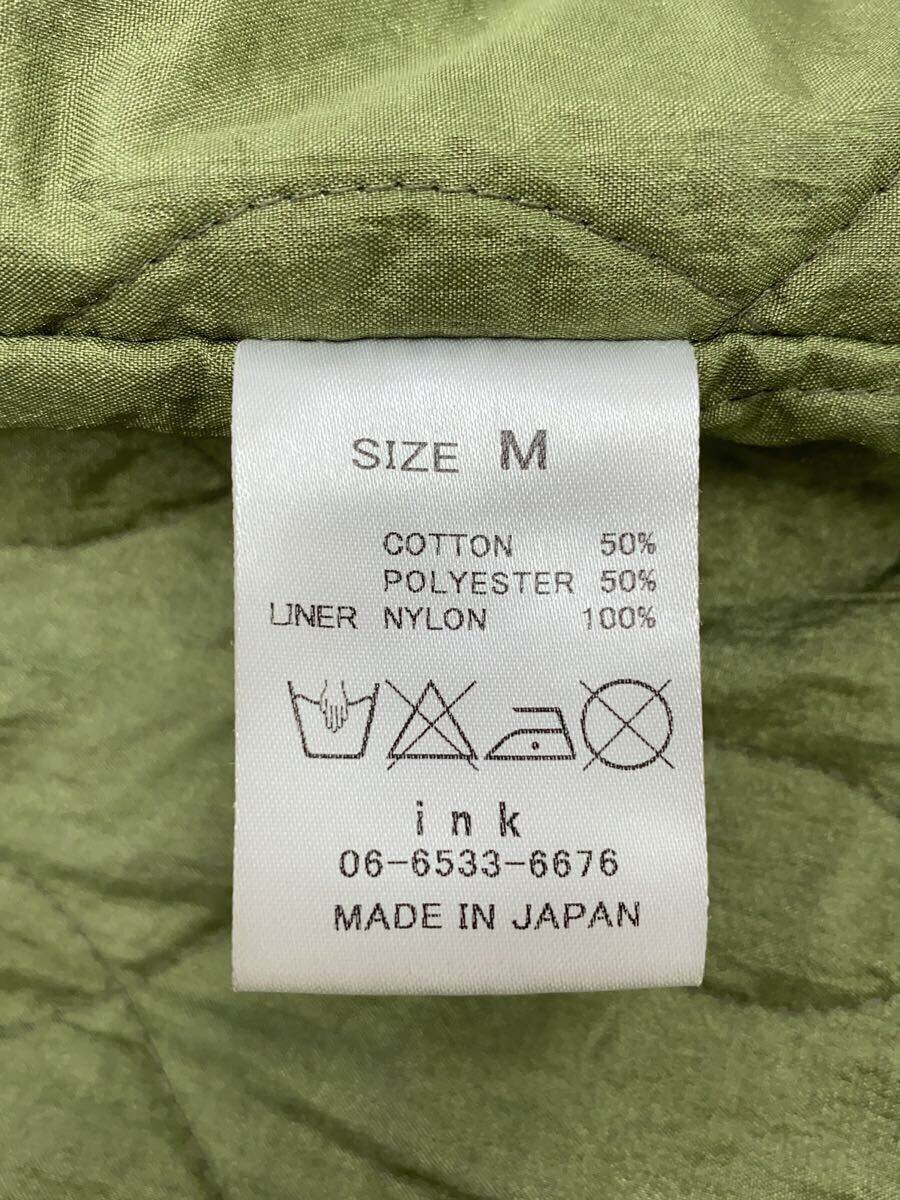 SIZE M
COTTON 50%
POLYESTER 50%
LINER NYLON 100%
ink
06-6533-6676
MADE IN JAPAN